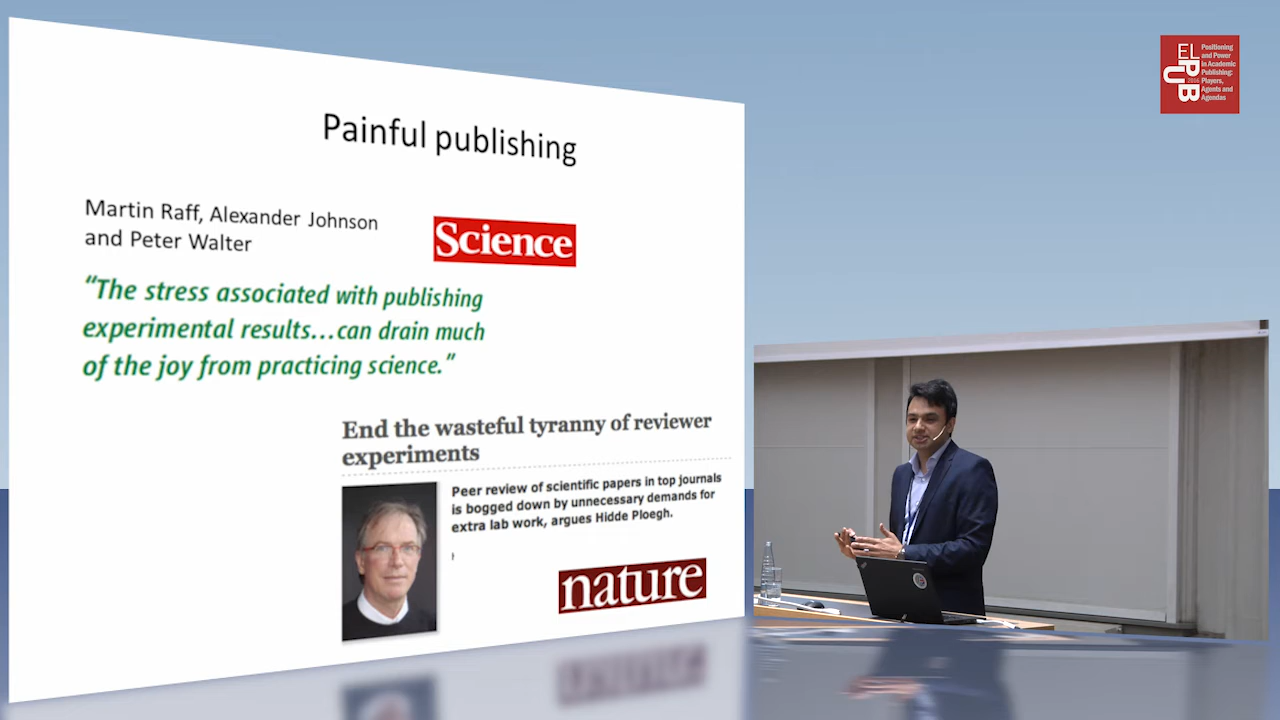 Painful publishing
Martin Raff, Alexander Johnson
and Peter Walter
Science
“The stress associated with publishing
experimental results...can drain much
of the joy from practicing science.”
End the wasteful tyranny of reviewer
experiments
Peer review of scientific papers in top journals
is bogged down by unnecessary demands for
extra lab work, argues Hidde Ploegh.
nature
ELPUB
2016
Positioning
and Power
in Academic
Publishing:
Players,
Agents and
Agendas